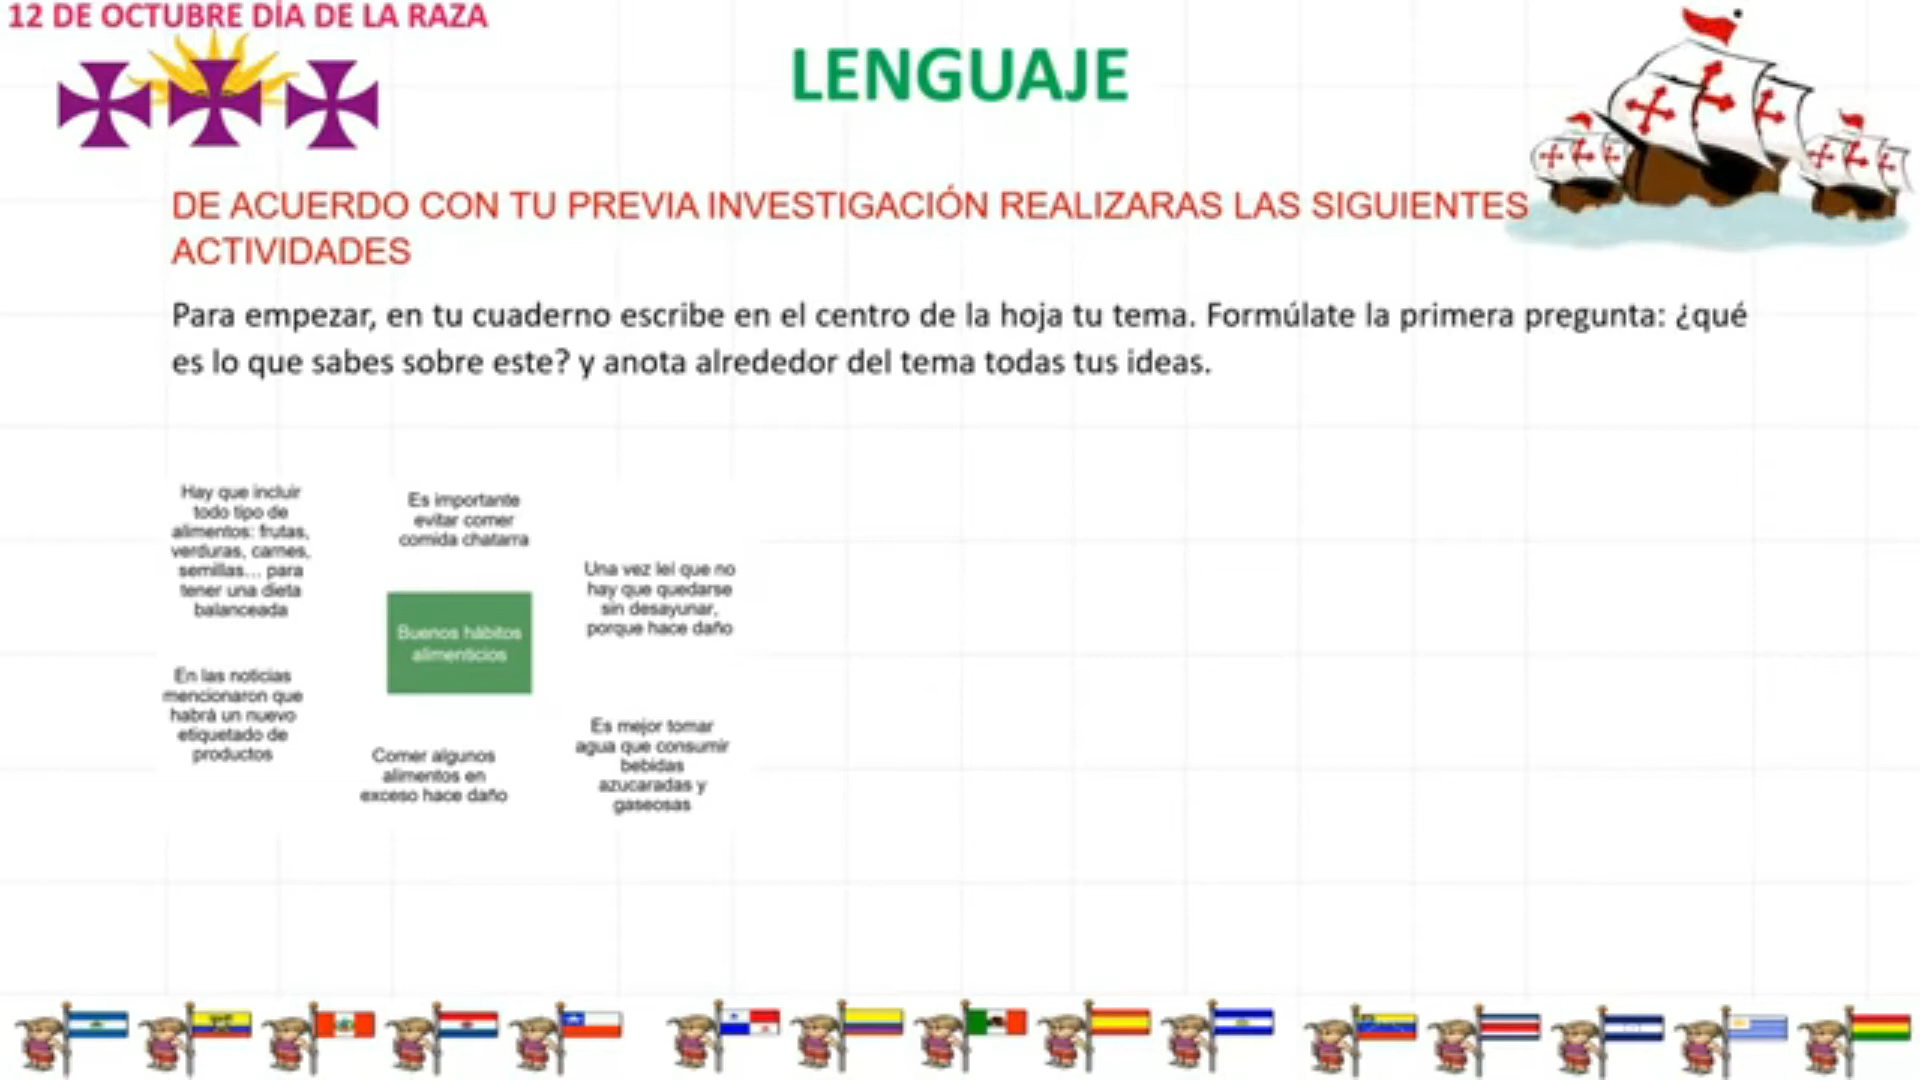 12 DE OCTUBRE DÍA DE LA RAZA
LENGUAJE
DE ACUERDO CON TU PREVIA INVESTIGACIÓN REALIZARAS LAS SIGUIENTES
ACTIVIDADES
Para empezar, en tu cuaderno escribe en el centro de la hoja tu tema. Formúlate la primera pregunta: ¿qué
es lo que sabes sobre este? y anota alrededor del tema todas tus ideas.
Hay que incluir
todo tipo de
alimentos: frutas,
verduras, carnes,
semillas... para
tener una dieta
balanceada
Es importante
evitar comer
comida chatarra
Una vez leí que no
hay que quedarse
sin desayunar,
porque hace daño
Buenos hábitos
alimenticios
En las noticias
mencionaron que
habrá un nuevo
etiquetado de
productos
Comer algunos
alimentos en
exceso hace daño
Es mejor tomar
agua que consumir
bebidas
azucaradas y
gaseosas